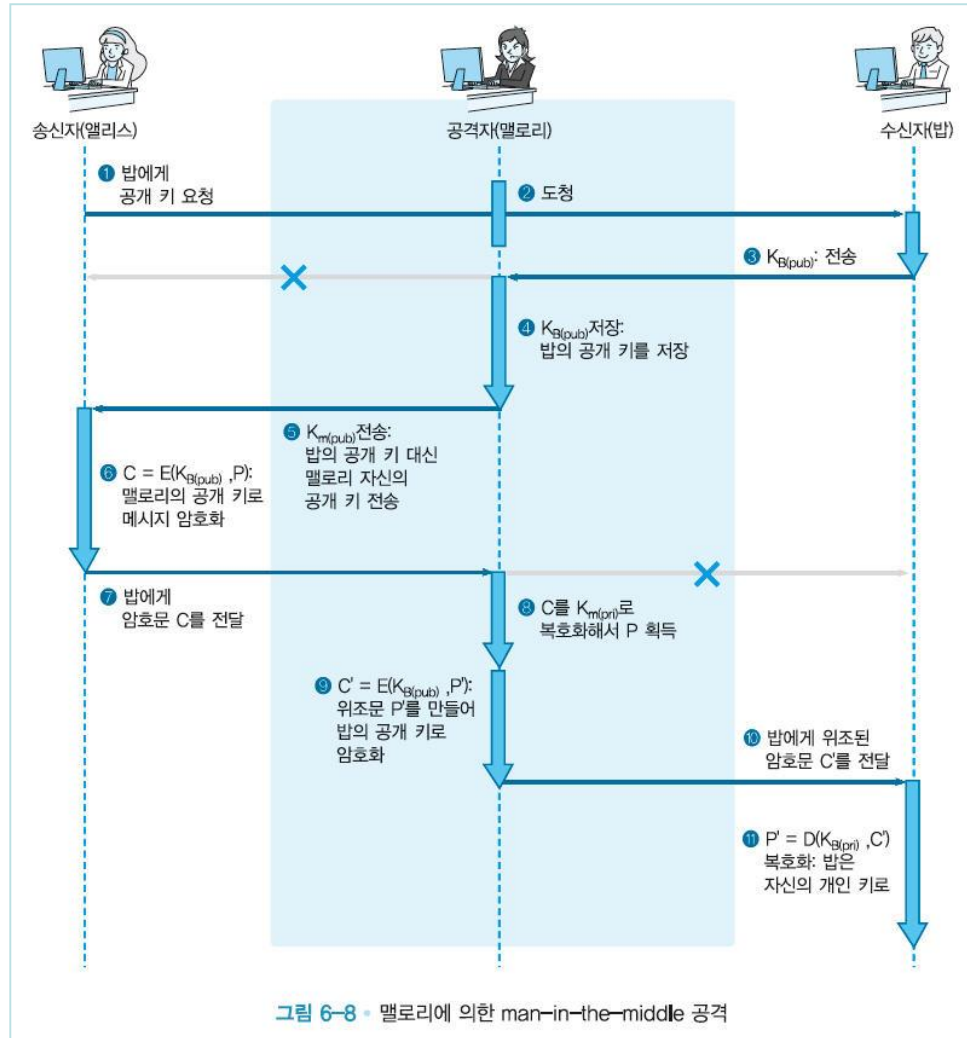 송신자(앨리스)
공격자(맬로리)
수신자(밥)
❶ 밥에게
공개 키 요청
❷ 도청
❸ K_B(pub): 전송
❹ K_B(pub)저장:
밥의 공개 키를 저장
❺ K_m(pub)전송:
밥의 공개 키 대신
맬로리 자신의
공개 키 전송
❻ C = E(K_B(pub) ,P):
맬로리의 공개 키로
메시지 암호화
❼ 밥에게
암호문 C를 전달
❽ C를 K_m(pri)로
복호화해서 P 획득
❾ C' = E(K_B(pub) ,P'):
위조문 P'를 만들어
밥의 공개 키로
암호화
❿ 밥에게 위조된
암호문 C'를 전달
⓫ P' = D(K_B(pri) ,C')
복호화: 밥은
자신의 개인 키로
그림 6-8 • 맬로리에 의한 man-in-the-middle 공격